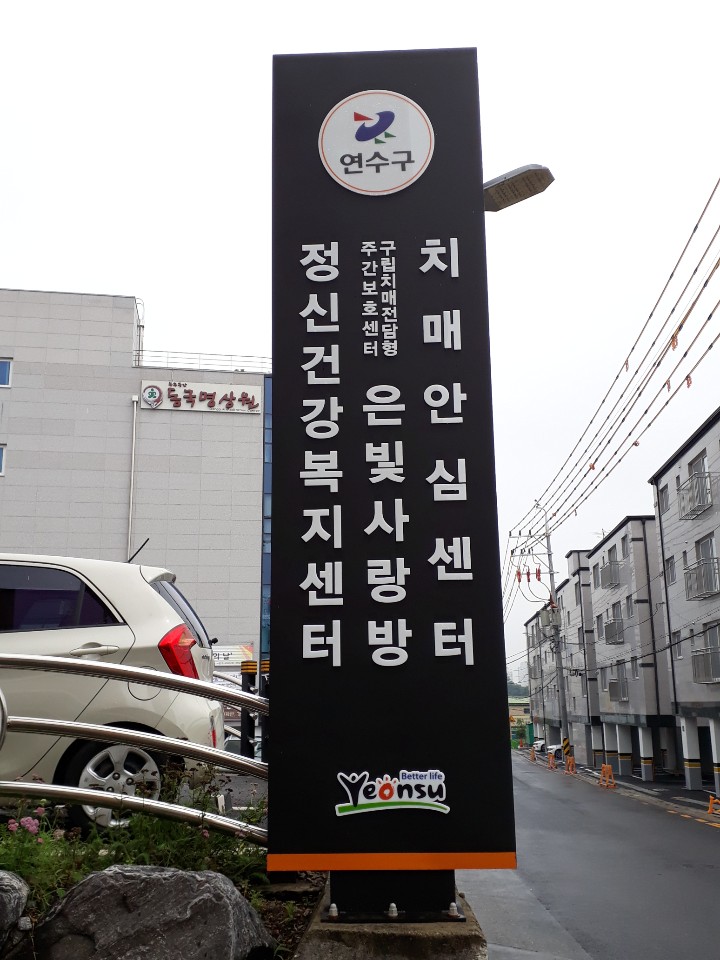 연수구
치매안심센터
구립치매전담형
주간보호센터
은빛사랑방
정신건강복지센터
Better life
Yeonsu
동국명상원